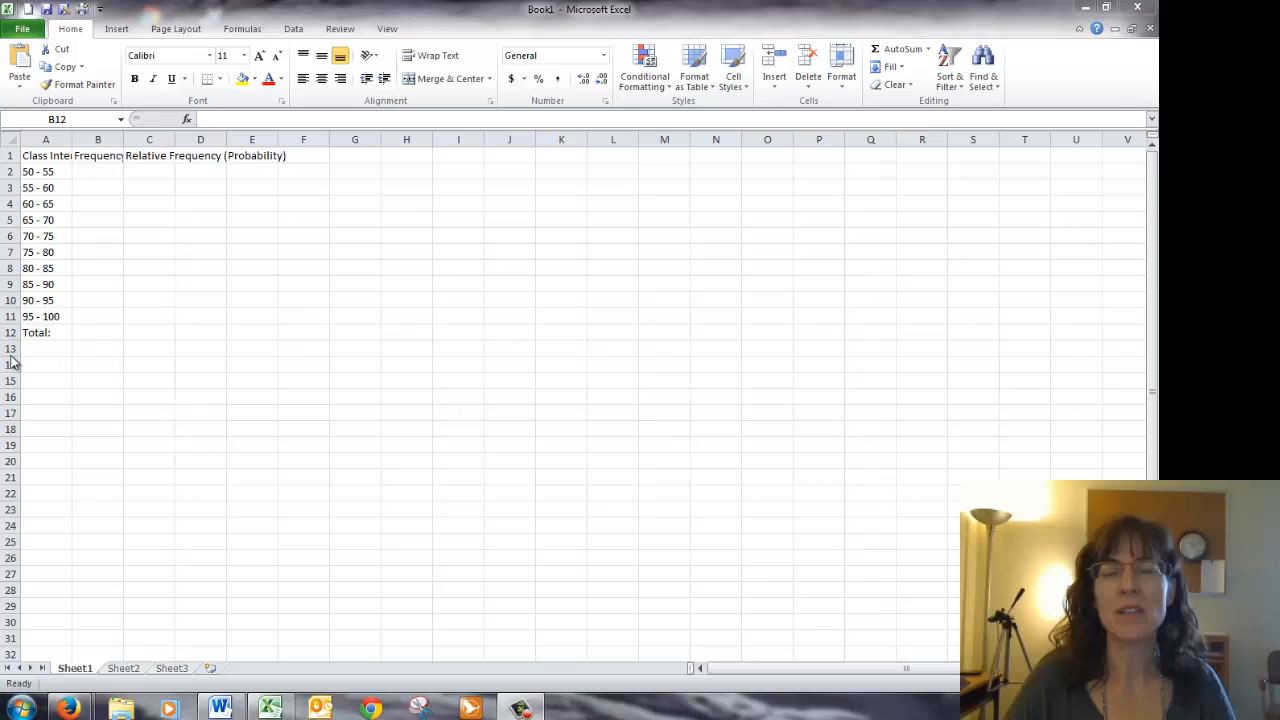 Book1 - Microsoft Excel
File Home Insert Page Layout Formulas Data Review View
Paste Cut Copy Format Painter Clipboard
Calibri 11 B I U Font
Wrap Text Merge & Center Alignment
General $ % , Number
Conditional Formatting Format as Table Cell Styles Styles
Insert Delete Format Cells
AutoSum Fill Clear Sort & Filter Find & Select Editing
B12 fx
A B C D E F G H I J K L M N O P Q R S T U V
1 Class Inter Frequency Relative Frequency (Probability)
2 50 - 55
3 55 - 60
4 60 - 65
5 65 - 70
6 70 - 75
7 75 - 80
8 80 - 85
9 85 - 90
10 90 - 95
11 95 - 100
12 Total:
13
15
16
17
18
19
20
21
22
23
24
25
26
27
28
29
30
31
32
Sheet1 Sheet2 Sheet3
Ready